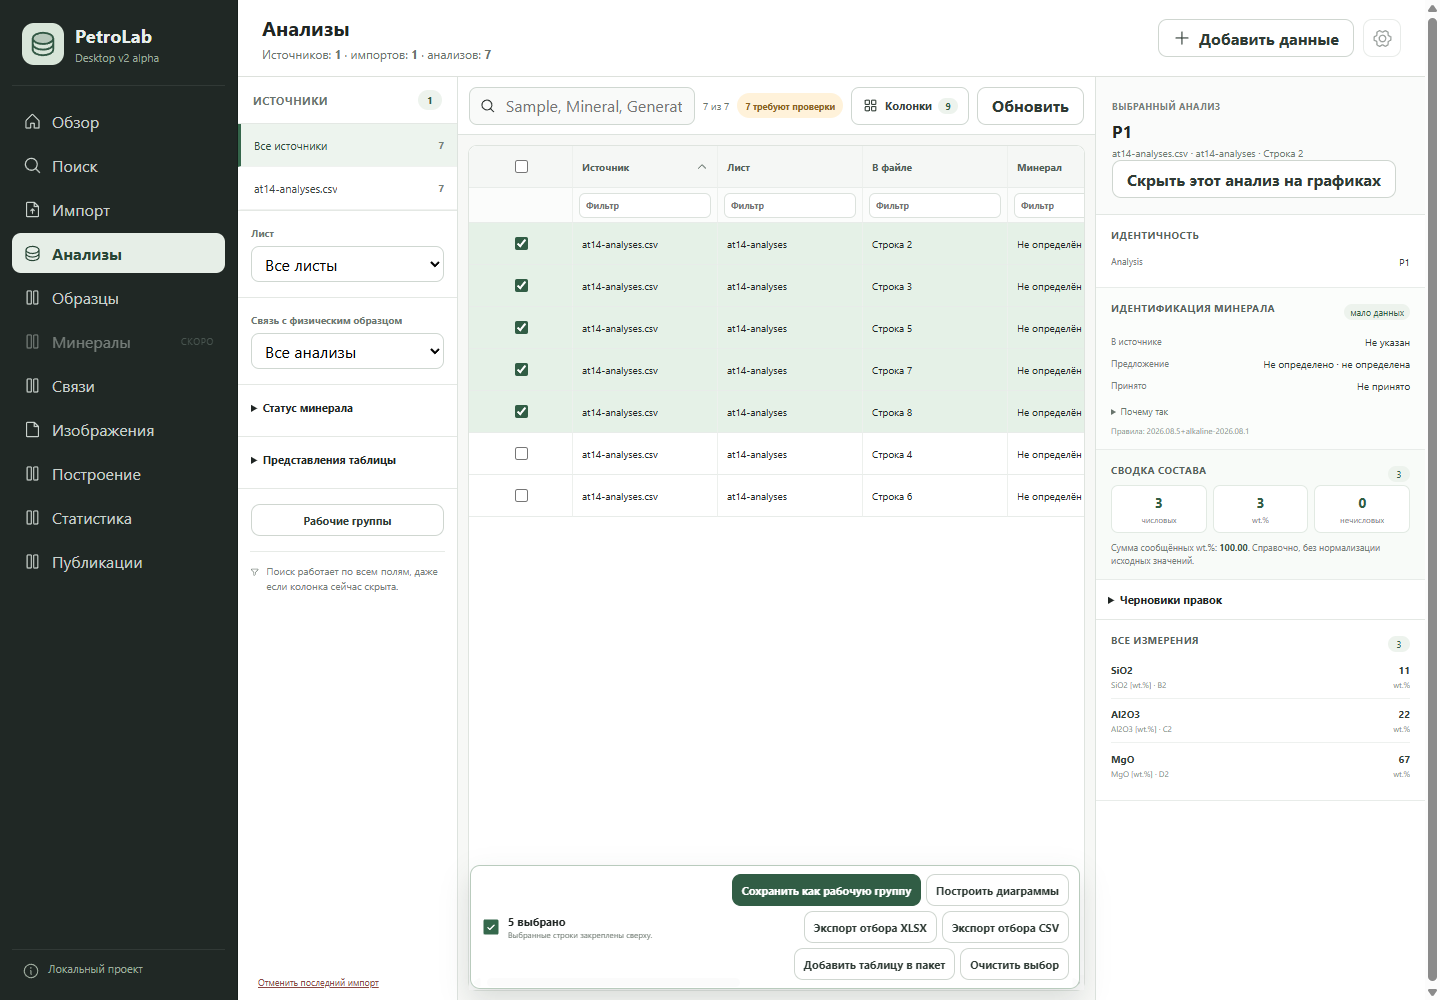 PetroLab
Desktop v2 alpha
Обзор
Поиск
Импорт
Анализы
Образцы
Минералы СКОРО
Связи
Изображения
Построение
Статистика
Публикации
Локальный проект
Анализы
Источников: 1 · импортов: 1 · анализов: 7
Добавить данные
ИСТОЧНИКИ 1
Все источники 7
at14-analyses.csv 7
Лист
Все листы
Связь с физическим образцом
Все анализы
Статус минерала
Представления таблицы
Рабочие группы
Поиск работает по всем полям, даже
если колонка сейчас скрыта.
Отменить последний импорт
Sample, Mineral, Generat
7 из 7
7 требуют проверки
Колонки 9
Обновить
Источник Лист В файле Минерал
Фильтр Фильтр Фильтр Фильтр
at14-analyses.csv at14-analyses Строка 2 Не определён
at14-analyses.csv at14-analyses Строка 3 Не определён
at14-analyses.csv at14-analyses Строка 5 Не определён
at14-analyses.csv at14-analyses Строка 7 Не определён
at14-analyses.csv at14-analyses Строка 8 Не определён
at14-analyses.csv at14-analyses Строка 4 Не определён
at14-analyses.csv at14-analyses Строка 6 Не определён
5 выбрано
Выбранные строки закреплены сверху.
Сохранить как рабочую группу Построить диаграммы
Экспорт отбора XLSX Экспорт отбора CSV
Добавить таблицу в пакет Очистить выбор
ВЫБРАННЫЙ АНАЛИЗ
P1
at14-analyses.csv · at14-analyses · Строка 2
Скрыть этот анализ на графиках
ИДЕНТИЧНОСТЬ
Analysis P1
ИДЕНТИФИКАЦИЯ МИНЕРАЛА мало данных
В источнике Не указан
Предложение Не определено · не определена
Принято Не принято
Почему так
Правила: 2026.08.5+alkaline-2026.08.1
СВОДКА СОСТАВА 3
3 3 0
числовых wt.% нечисловых
Сумма сообщённых wt.%: 100.00. Справочно, без нормализации
исходных значений.
Черновики правок
ВСЕ ИЗМЕРЕНИЯ 3
SiO2 11
SiO2 [wt.%] · B2 wt.%
Al2O3 22
Al2O3 [wt.%] · C2 wt.%
MgO 67
MgO [wt.%] · D2 wt.%